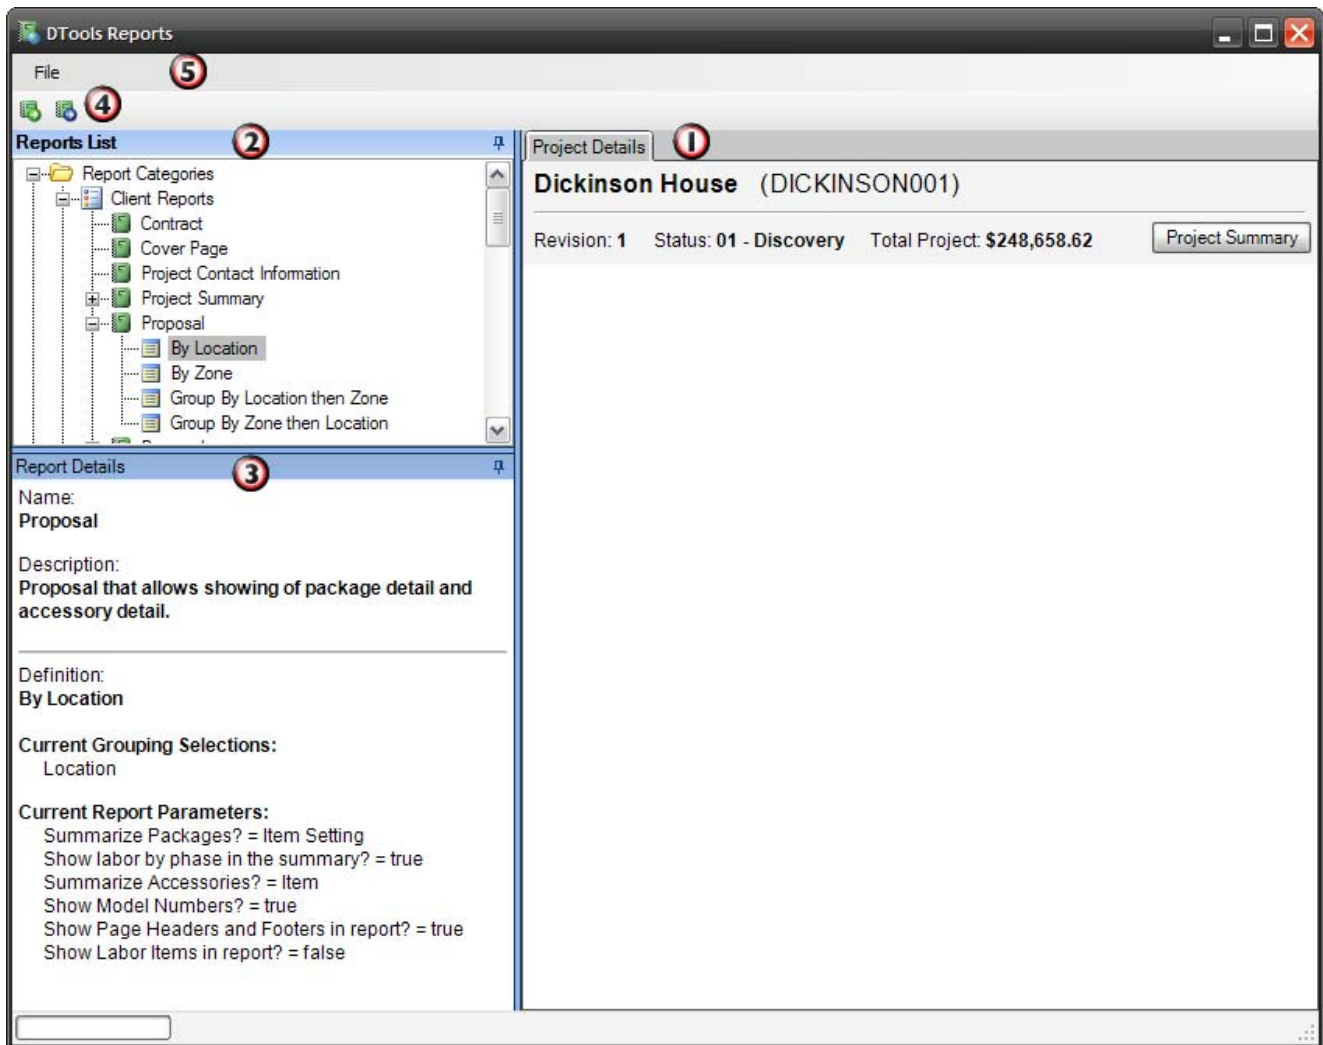 DTools Reports
File
5
4
Reports List
2
Report Categories
Client Reports
Contract
Cover Page
Project Contact Information
Project Summary
Proposal
By Location
By Zone
Group By Location then Zone
Group By Zone then Location
Report Details
3
Name:
Proposal
Description:
Proposal that allows showing of package detail and
accessory detail.
Definition:
By Location
Current Grouping Selections:
Location
Current Report Parameters:
Summarize Packages? = Item Setting
Show labor by phase in the summary? = true
Summarize Accessories? = Item
Show Model Numbers? = true
Show Page Headers and Footers in report? = true
Show Labor Items in report? = false
Project Details
1
Dickinson House (DICKINSON001)
Revision: 1 Status: 01 - Discovery Total Project: $248,658.62 Project Summary